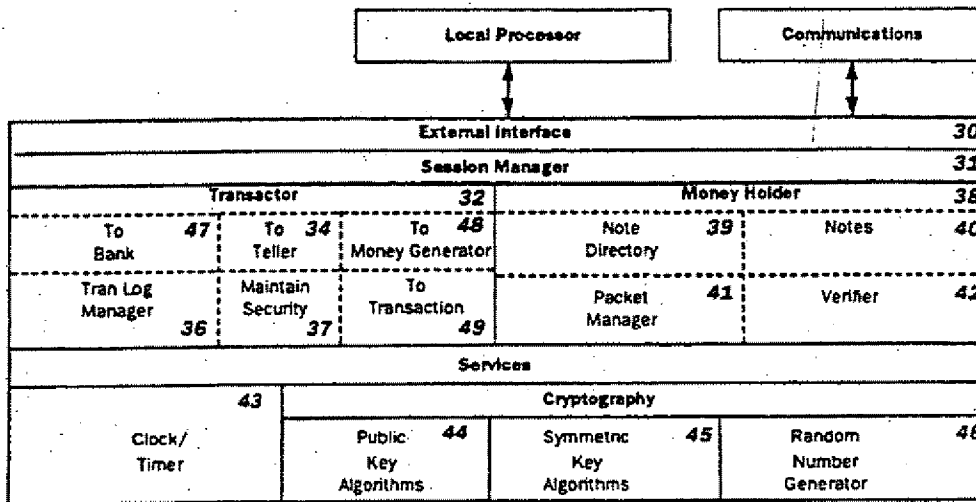 Local Processor
Communications
External Interface 30
Session Manager 31
Transactor 32
Money Holder 38
To 47
Bank
To 34
Teller
To 48
Money Generator
Note 39
Directory
Notes 40
Tran Log
Manager
36
Maintain
Security
37
To
Transaction
49
Packet 41
Manager
Verifier 42
Services
43
Clock/
Timer
Cryptography
Public 44
Key
Algorithms
Symmetric 45
Key
Algorithms
Random 46
Number
Generator